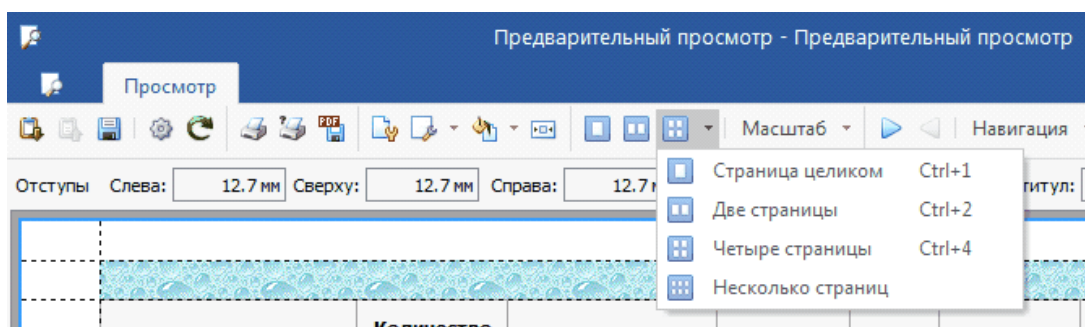 Предварительный просмотр - Предварительный просмотр
Просмотр
PDF Масштаб Навигация
Отступы Слева: 12.7 мм Сверху: 12.7 мм Справа: 12.7
Страница целиком Ctrl+1
Две страницы Ctrl+2
Четыре страницы Ctrl+4
Несколько страниц
Количество